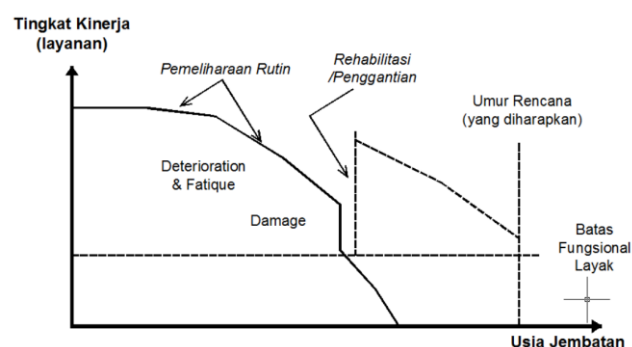 Tingkat Kinerja
(layanan)
Pemeliharaan Rutin
Rehabilitasi
/Penggantian
Umur Rencana
(yang diharapkan)
Deterioration
& Fatique
Damage
Batas
Fungsional
Layak
Usia Jembatan